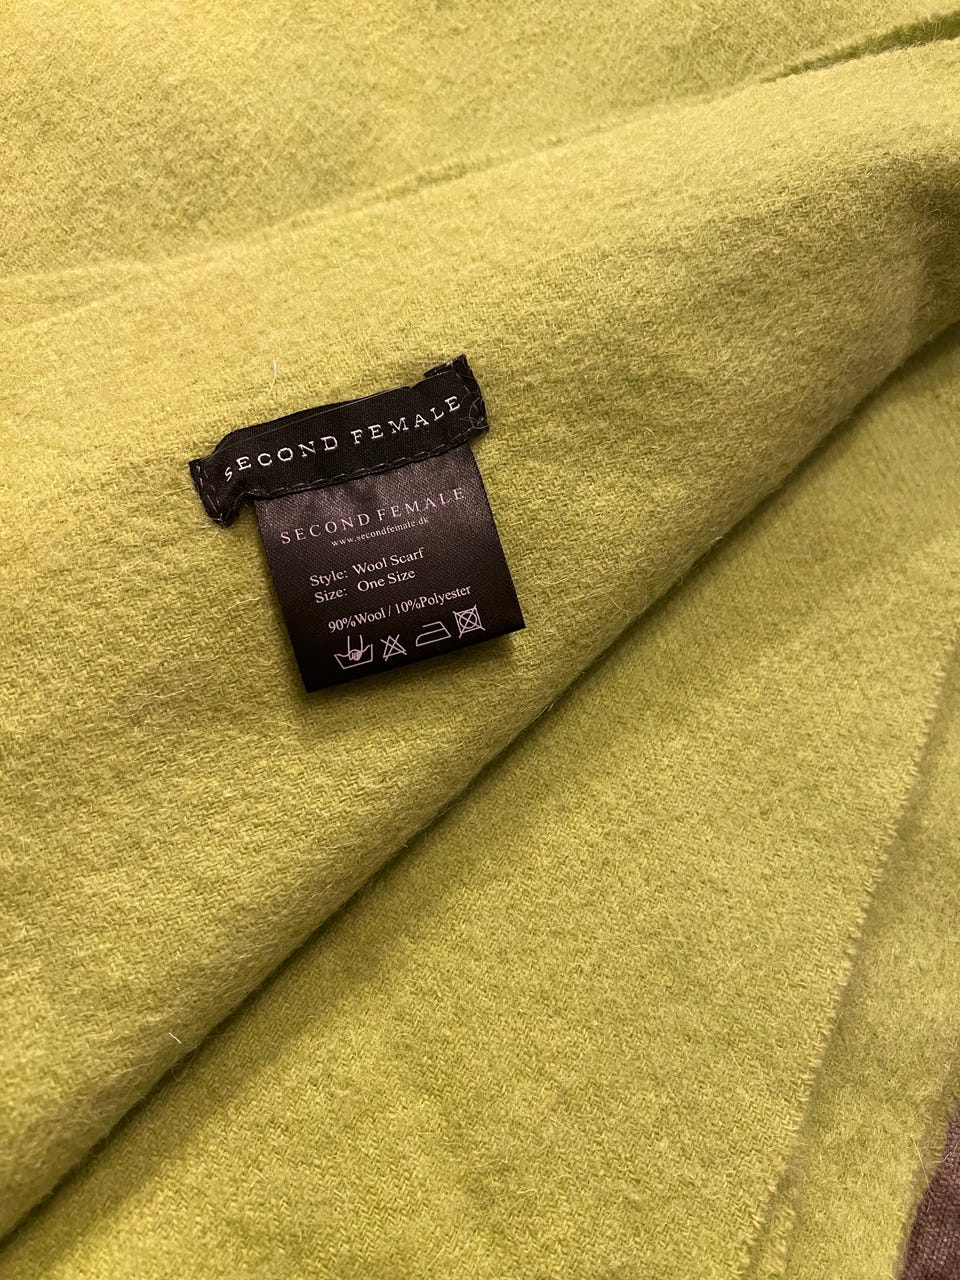 SECOND FEMALE
SECOND FEMALE
www.secondfemale.dk
Style: Wool Scarf
Size: One Size
90%Wool / 10%Polyester